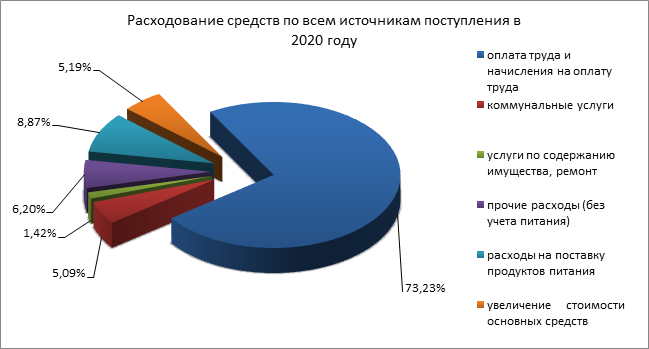 Расходование средств по всем источникам поступления в
2020 году
5,19%
8,87%
6,20%
1,42%
5,09%
73,23%
оплата труда и
начисления на оплату
труда
коммунальные услуги
услуги по содержанию
имущества, ремонт
прочие расходы (без
учета питания)
расходы на поставку
продуктов питания
увеличение стоимости
основных средств